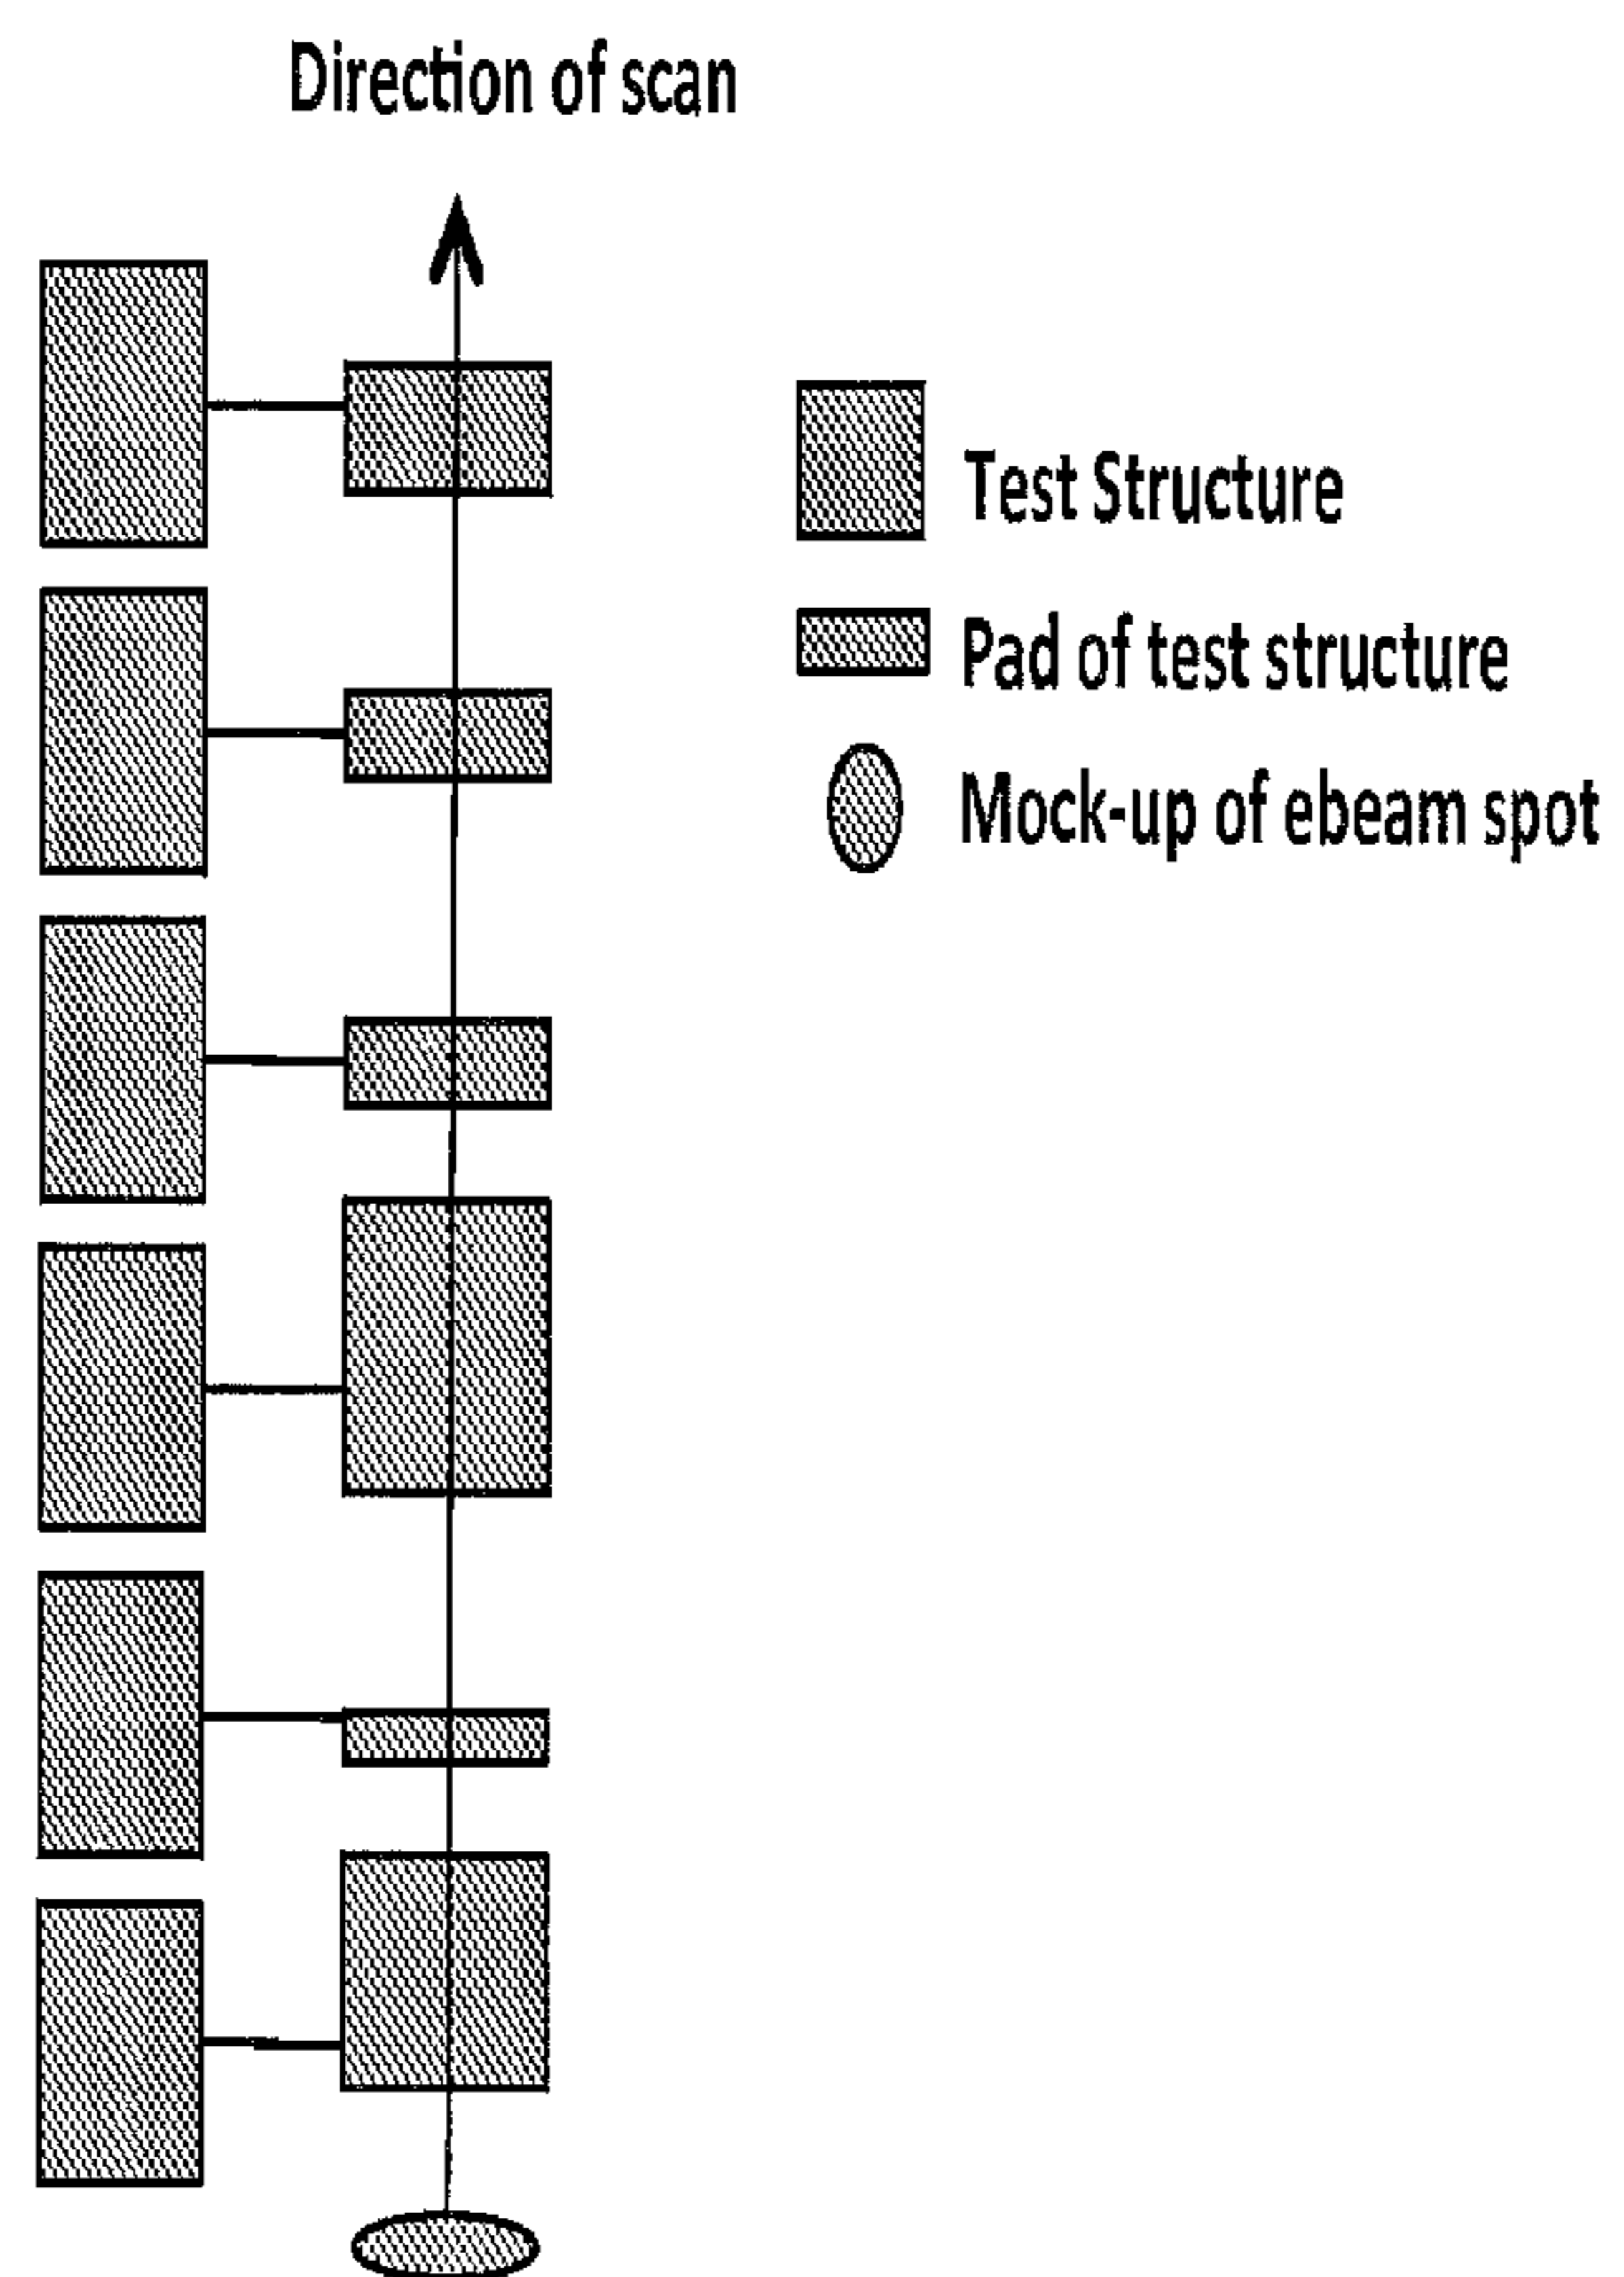 Direction of scan
Test Structure
Pad of test structure
Mock-up of ebeam spot